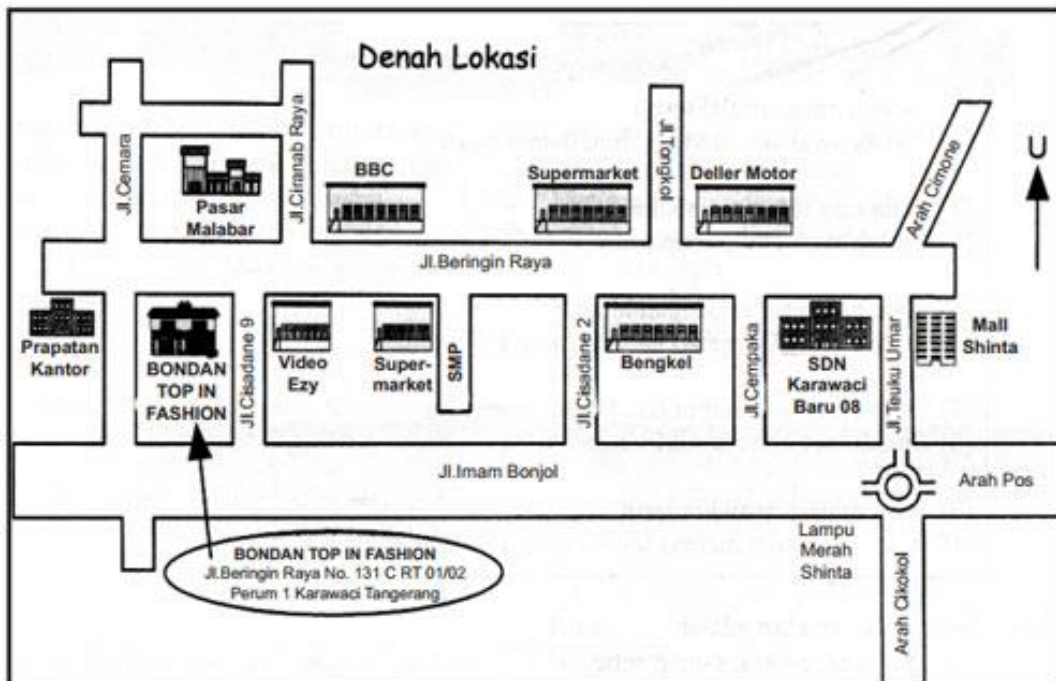 Denah Lokasi
Jl.Cemara
Jl.Ciranab Raya
Jl.Tongkol
Arah Cimone
U
Pasar
Malabar
BBC
Supermarket
Deller Motor
Jl.Beringin Raya
Prapatan
Kantor
BONDAN
TOP IN
FASHION
Jl.Cisadane 9
Video
Ezy
Super-
market
SMP
Jl.Cisadane 2
Bengkel
Jl.Cempaka
SDN
Karawaci
Baru 08
Jl.Teuku Umar
Mall
Shinta
Jl.Imam Bonjol
Arah Pos
Lampu
Merah
Shinta
Arah Cikokol
BONDAN TOP IN FASHION
Jl.Beringin Raya No. 131 C RT 01/02
Perum 1 Karawaci Tangerang